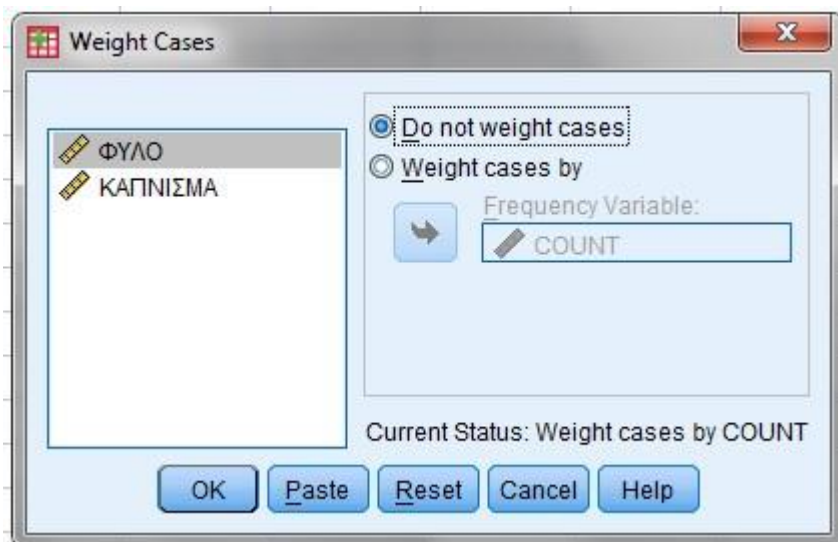 Weight Cases
ΦΥΛΟ
ΚΑΠΝΙΣΜΑ
Do not weight cases
Weight cases by
Frequency Variable:
COUNT
Current Status: Weight cases by COUNT
OK Paste Reset Cancel Help